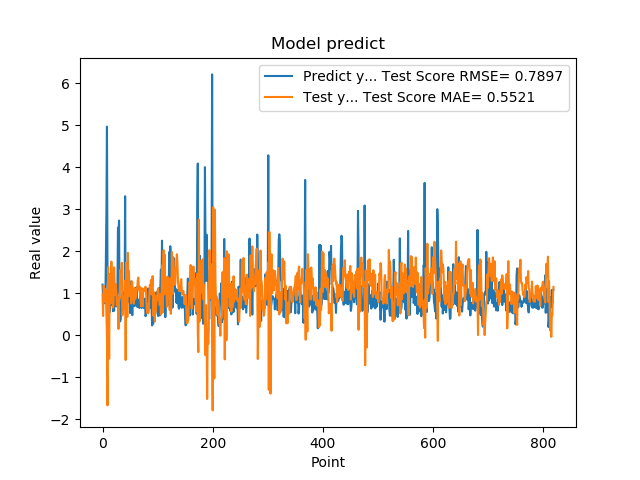 Model predict
Predict y... Test Score RMSE= 0.7897
Test y... Test Score MAE= 0.5521
Real value
6
5
4
3
2
1
0
−1
−2
0
200
400
600
800
Point